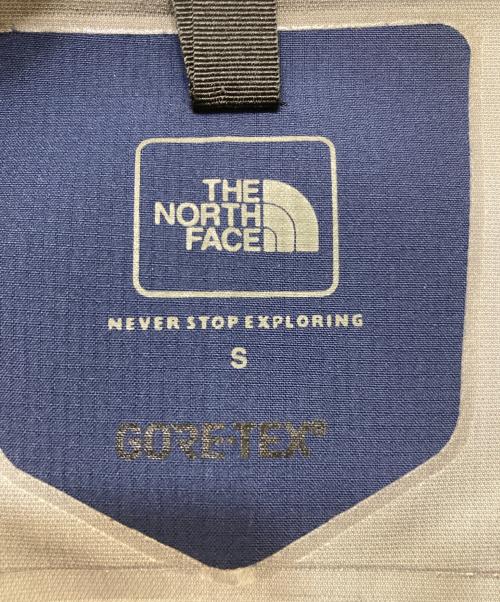 THE
NORTH
FACE
NEVER STOP EXPLORING
S
GORE-TEX®